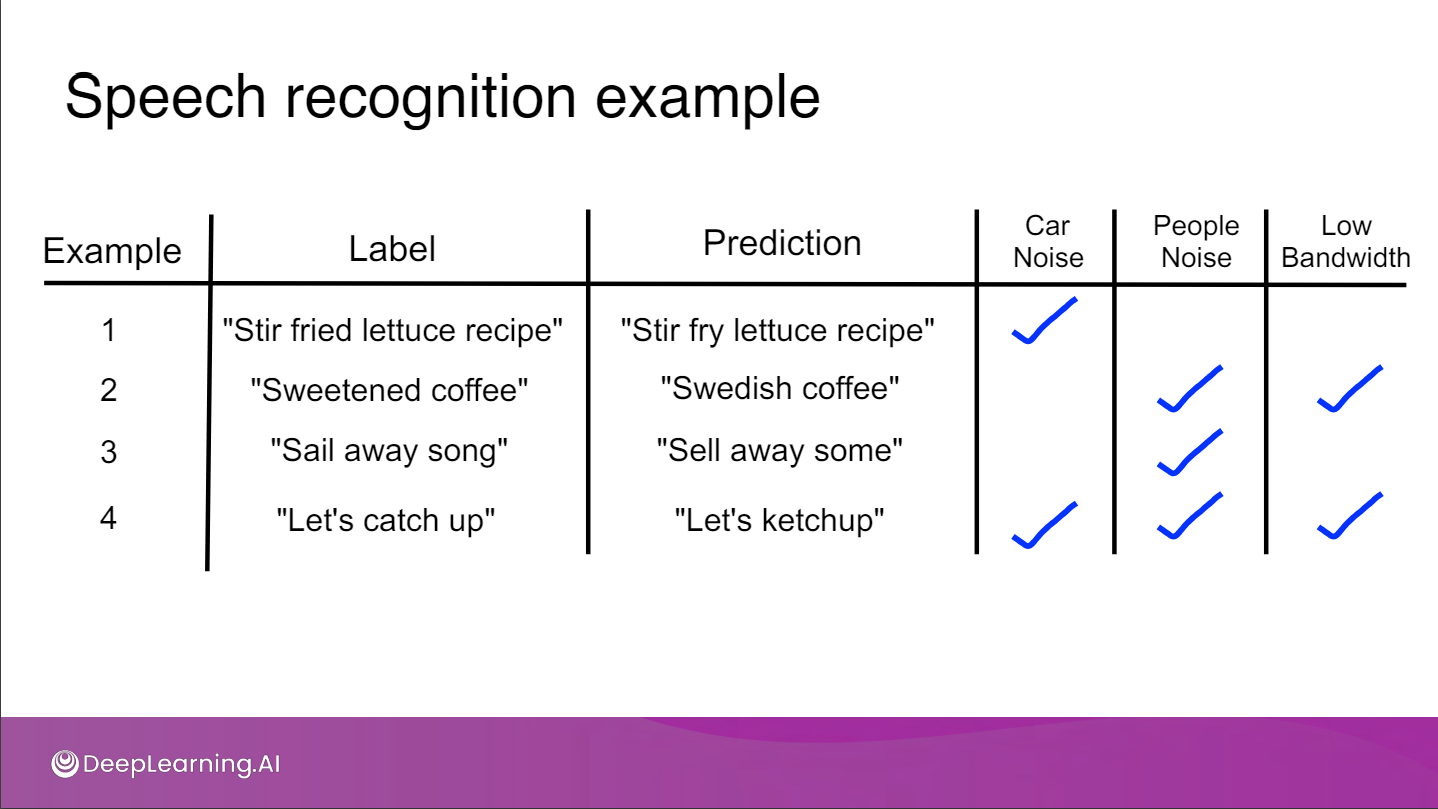 Speech recognition example
Example Label Prediction Car Noise People Noise Low Bandwidth
1 "Stir fried lettuce recipe" "Stir fry lettuce recipe"
2 "Sweetened coffee" "Swedish coffee"
3 "Sail away song" "Sell away some"
4 "Let's catch up" "Let's ketchup"
DeepLearning.AI